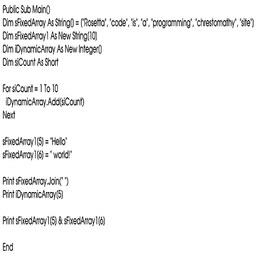 Public Sub Main()
Dim sFixedArray As String[] = ["Rosetta", "code", "is", "a", "programming", "chrestomathy", "site"]
Dim sFixedArray1 As New String[10]
Dim iDynamicArray As New Integer[]
Dim siCount As Short
For siCount = 1 To 10
iDynamicArray.Add(siCount)
Next
sFixedArray1[5] = "Hello"
sFixedArray1[6] = " world!"
Print sFixedArray.Join(" ")
Print iDynamicArray[5]
Print sFixedArray1[5] & sFixedArray1[6]
End